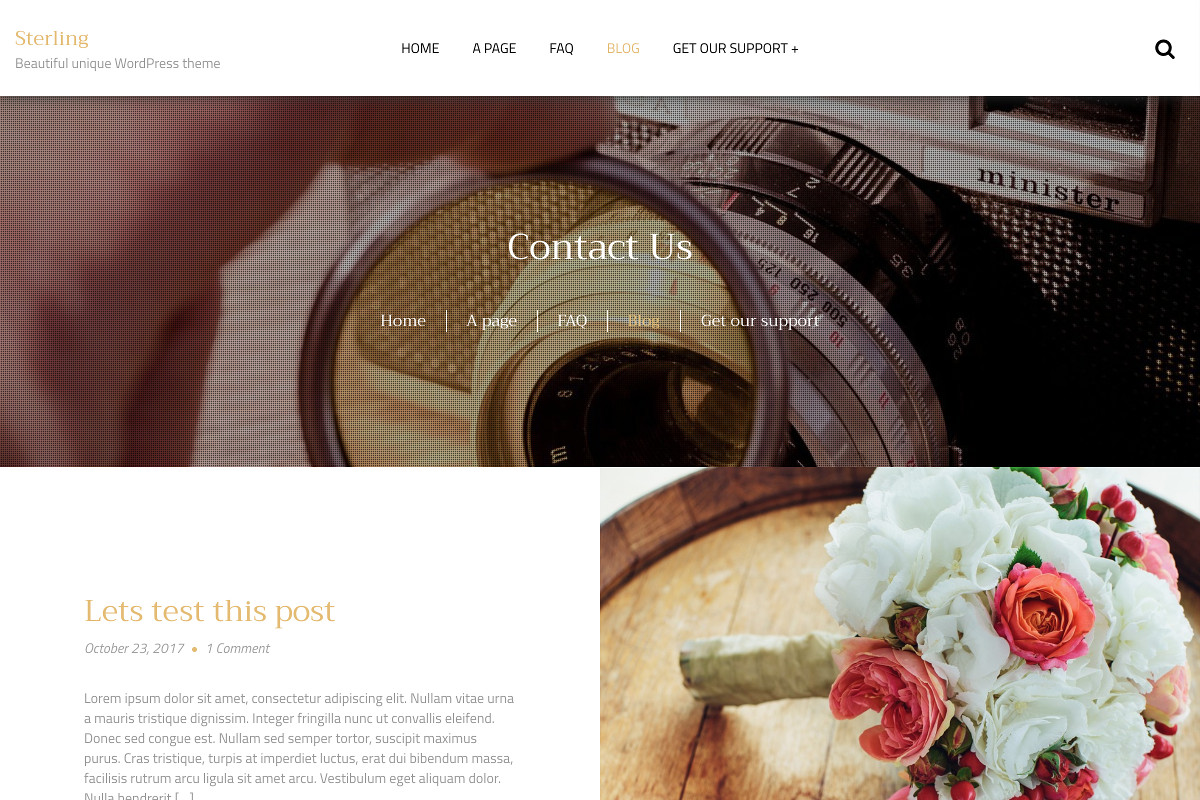 Sterling
Beautiful unique WordPress theme
HOME
A PAGE
FAQ
BLOG
GET OUR SUPPORT +
minister
Contact Us
Home
A page
FAQ
Blog
Get our support
Lets test this post
October 23, 2017 • 1 Comment
Lorem ipsum dolor sit amet, consectetur adipiscing elit. Nullam vitae urna
a mauris tristique dignissim. Integer fringilla nunc ut convallis eleifend.
Donec sed congue est. Nullam sed semper tortor, suscipit maximus
purus. Cras tristique, turpis at imperdiet luctus, erat dui bibendum massa,
facilisis rutrum arcu ligula sit amet arcu. Vestibulum eget aliquam dolor.
Nulla hendrerit [...]